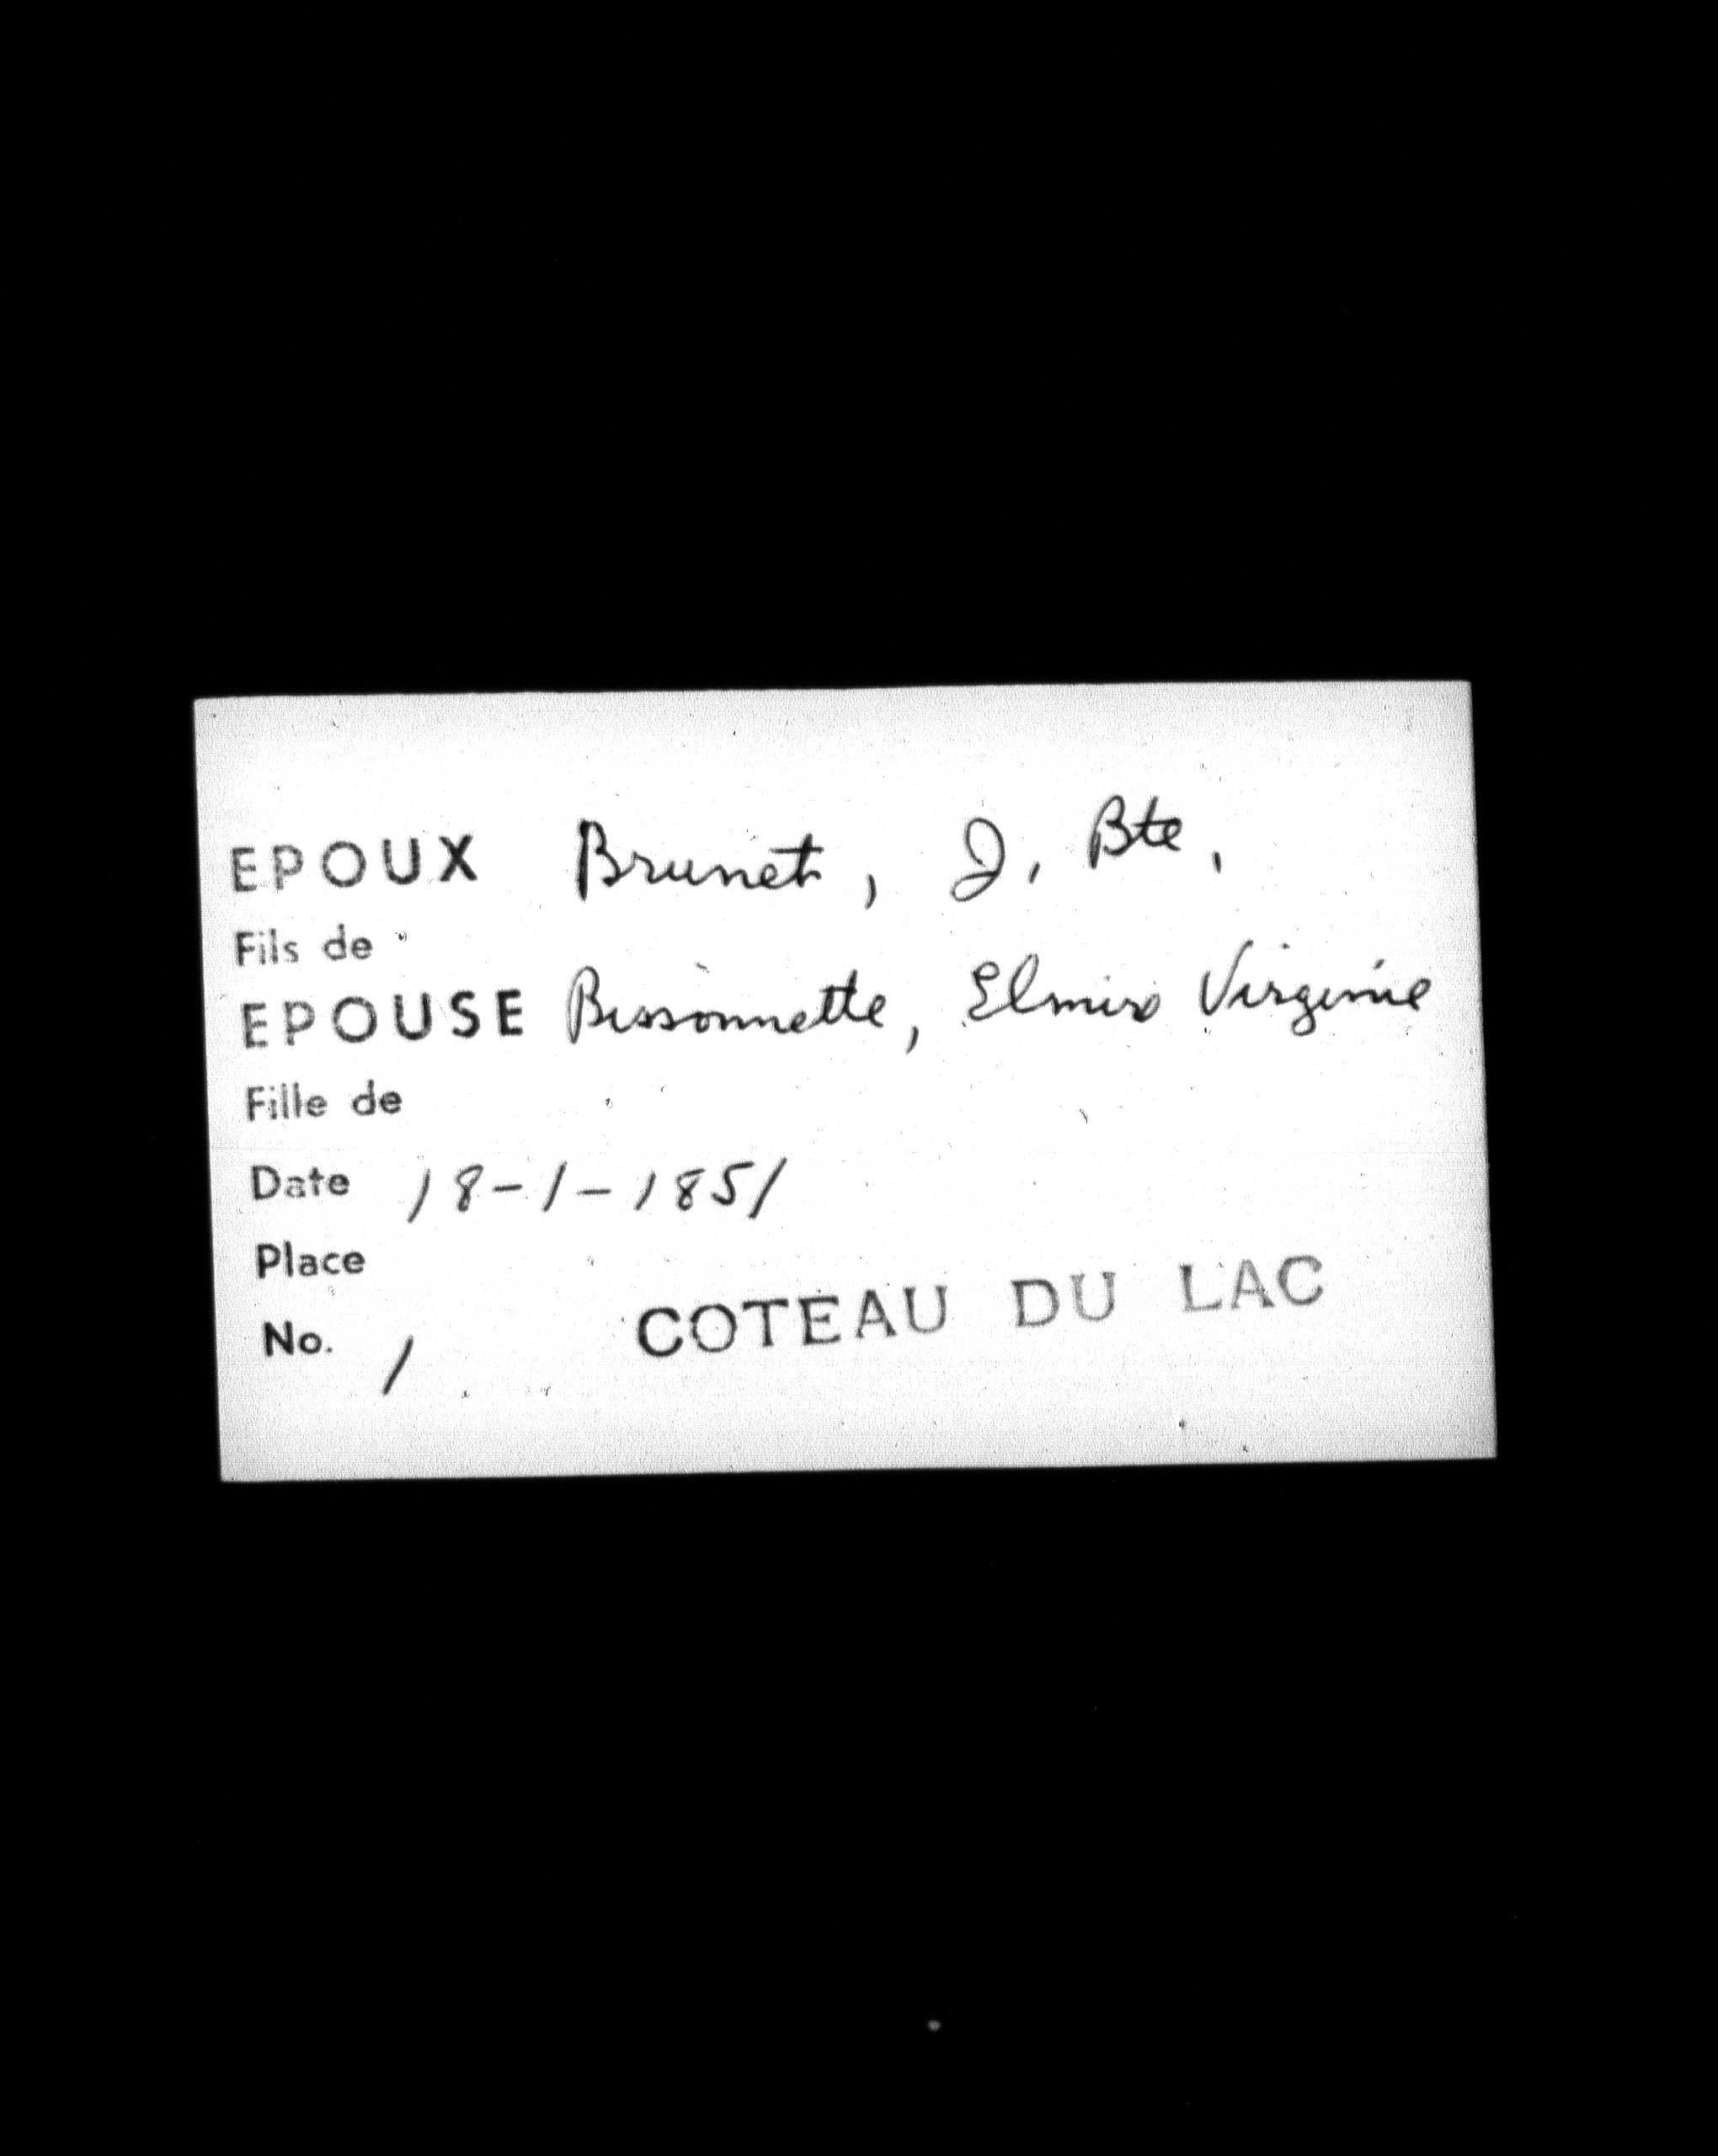 EPOUX Brunet, J. Bte,
Fils de
EPOUSE Bissonnette, Elmire Virginie
Fille de
Date 18-1-1851
Place
COTEAU DU LAC
No. 1